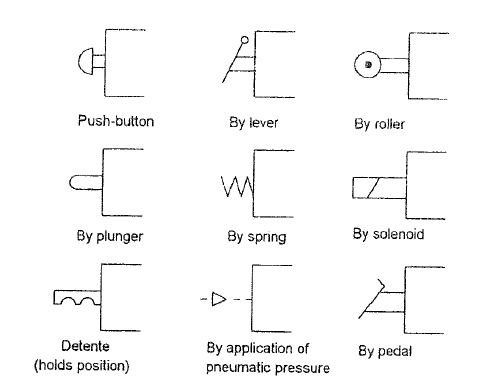 Push-button
By lever
By roller
By plunger
By spring
By solenoid
Detente
(holds position)
By application of
pneumatic pressure
By pedal